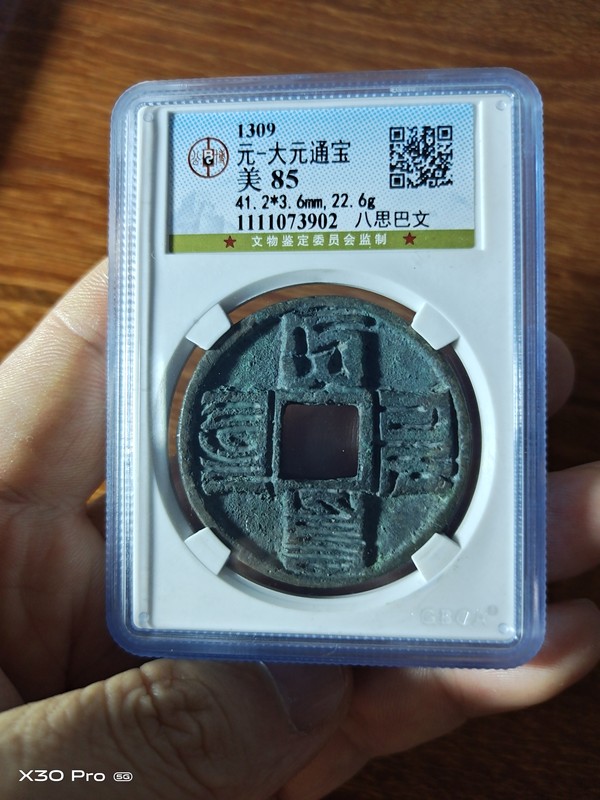 1309
元-大元通宝
美 85
41.2*3.6mm, 22.6g
1111073902 八思巴文
★ 文物鉴定委员会监制 ★
X30 Pro 5G